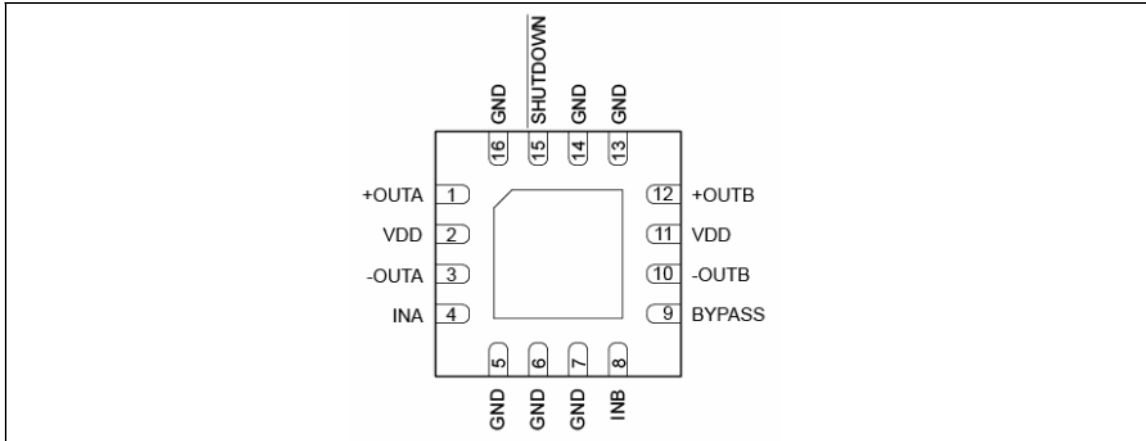 GND
SHUTDOWN
GND
GND
16
15
14
13
+OUTA 1
12 +OUTB
VDD 2
11 VDD
-OUTA 3
10 -OUTB
INA 4
9 BYPASS
5
6
7
8
GND
GND
GND
INB